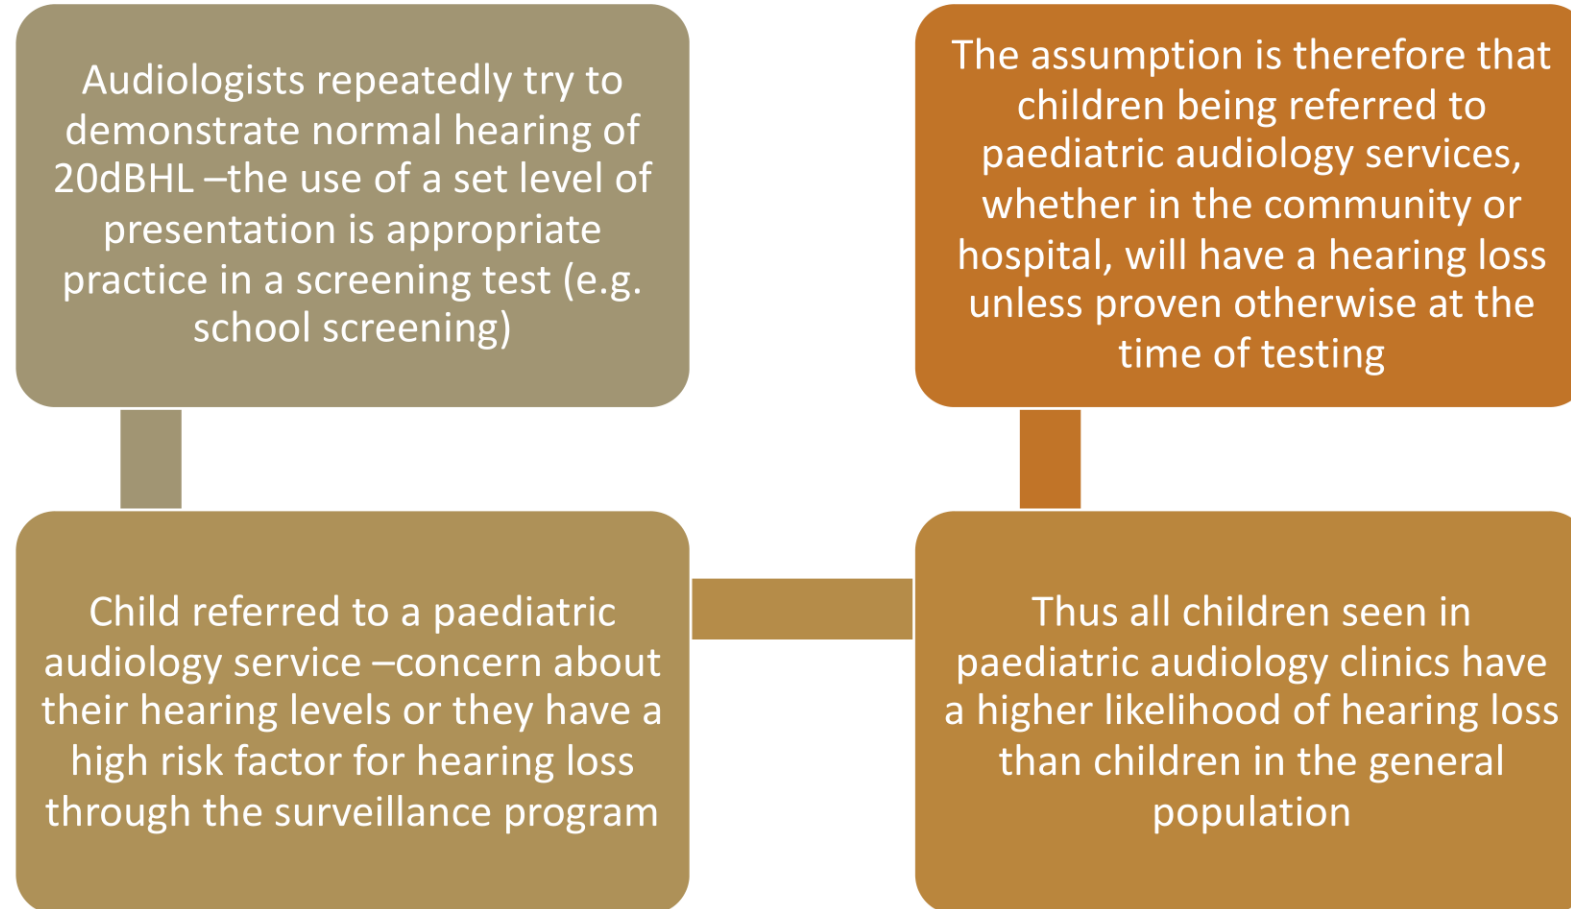 Audiologists repeatedly try to
demonstrate normal hearing of
20dBHL –the use of a set level of
presentation is appropriate
practice in a screening test (e.g.
school screening)
Child referred to a paediatric
audiology service –concern about
their hearing levels or they have a
high risk factor for hearing loss
through the surveillance program
Thus all children seen in
paediatric audiology clinics have
a higher likelihood of hearing loss
than children in the general
population
The assumption is therefore that
children being referred to
paediatric audiology services,
whether in the community or
hospital, will have a hearing loss
unless proven otherwise at the
time of testing